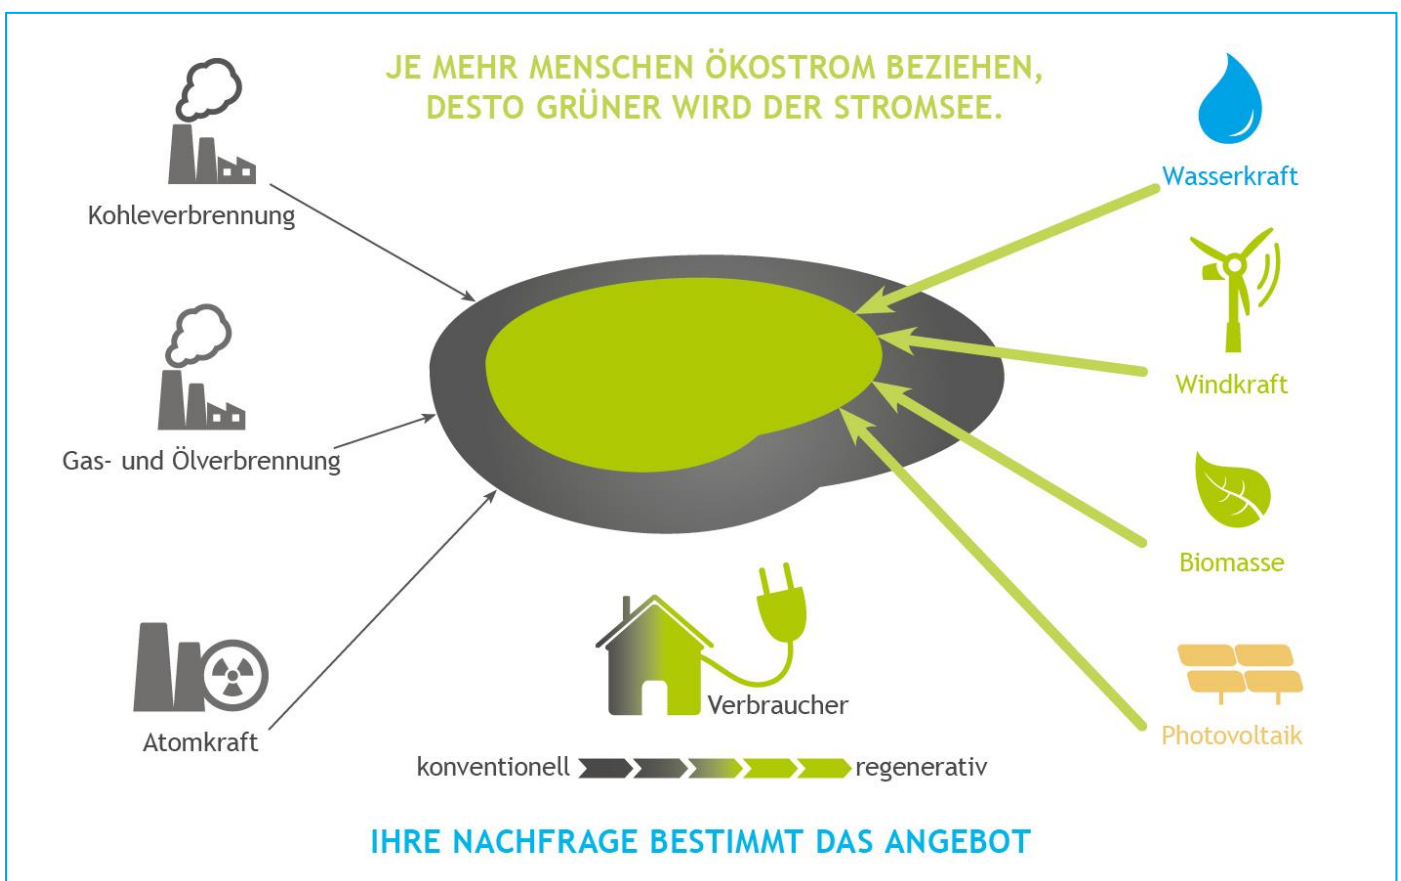 JE MEHR MENSCHEN ÖKOSTROM BEZIEHEN,
DESTO GRÜNER WIRD DER STROMSEE.
Kohleverbrennung
Gas- und Ölverbrennung
Atomkraft
Wasserkraft
Windkraft
Biomasse
Photovoltaik
Verbraucher
konventionell regenerativ
IHRE NACHFRAGE BESTIMMT DAS ANGEBOT